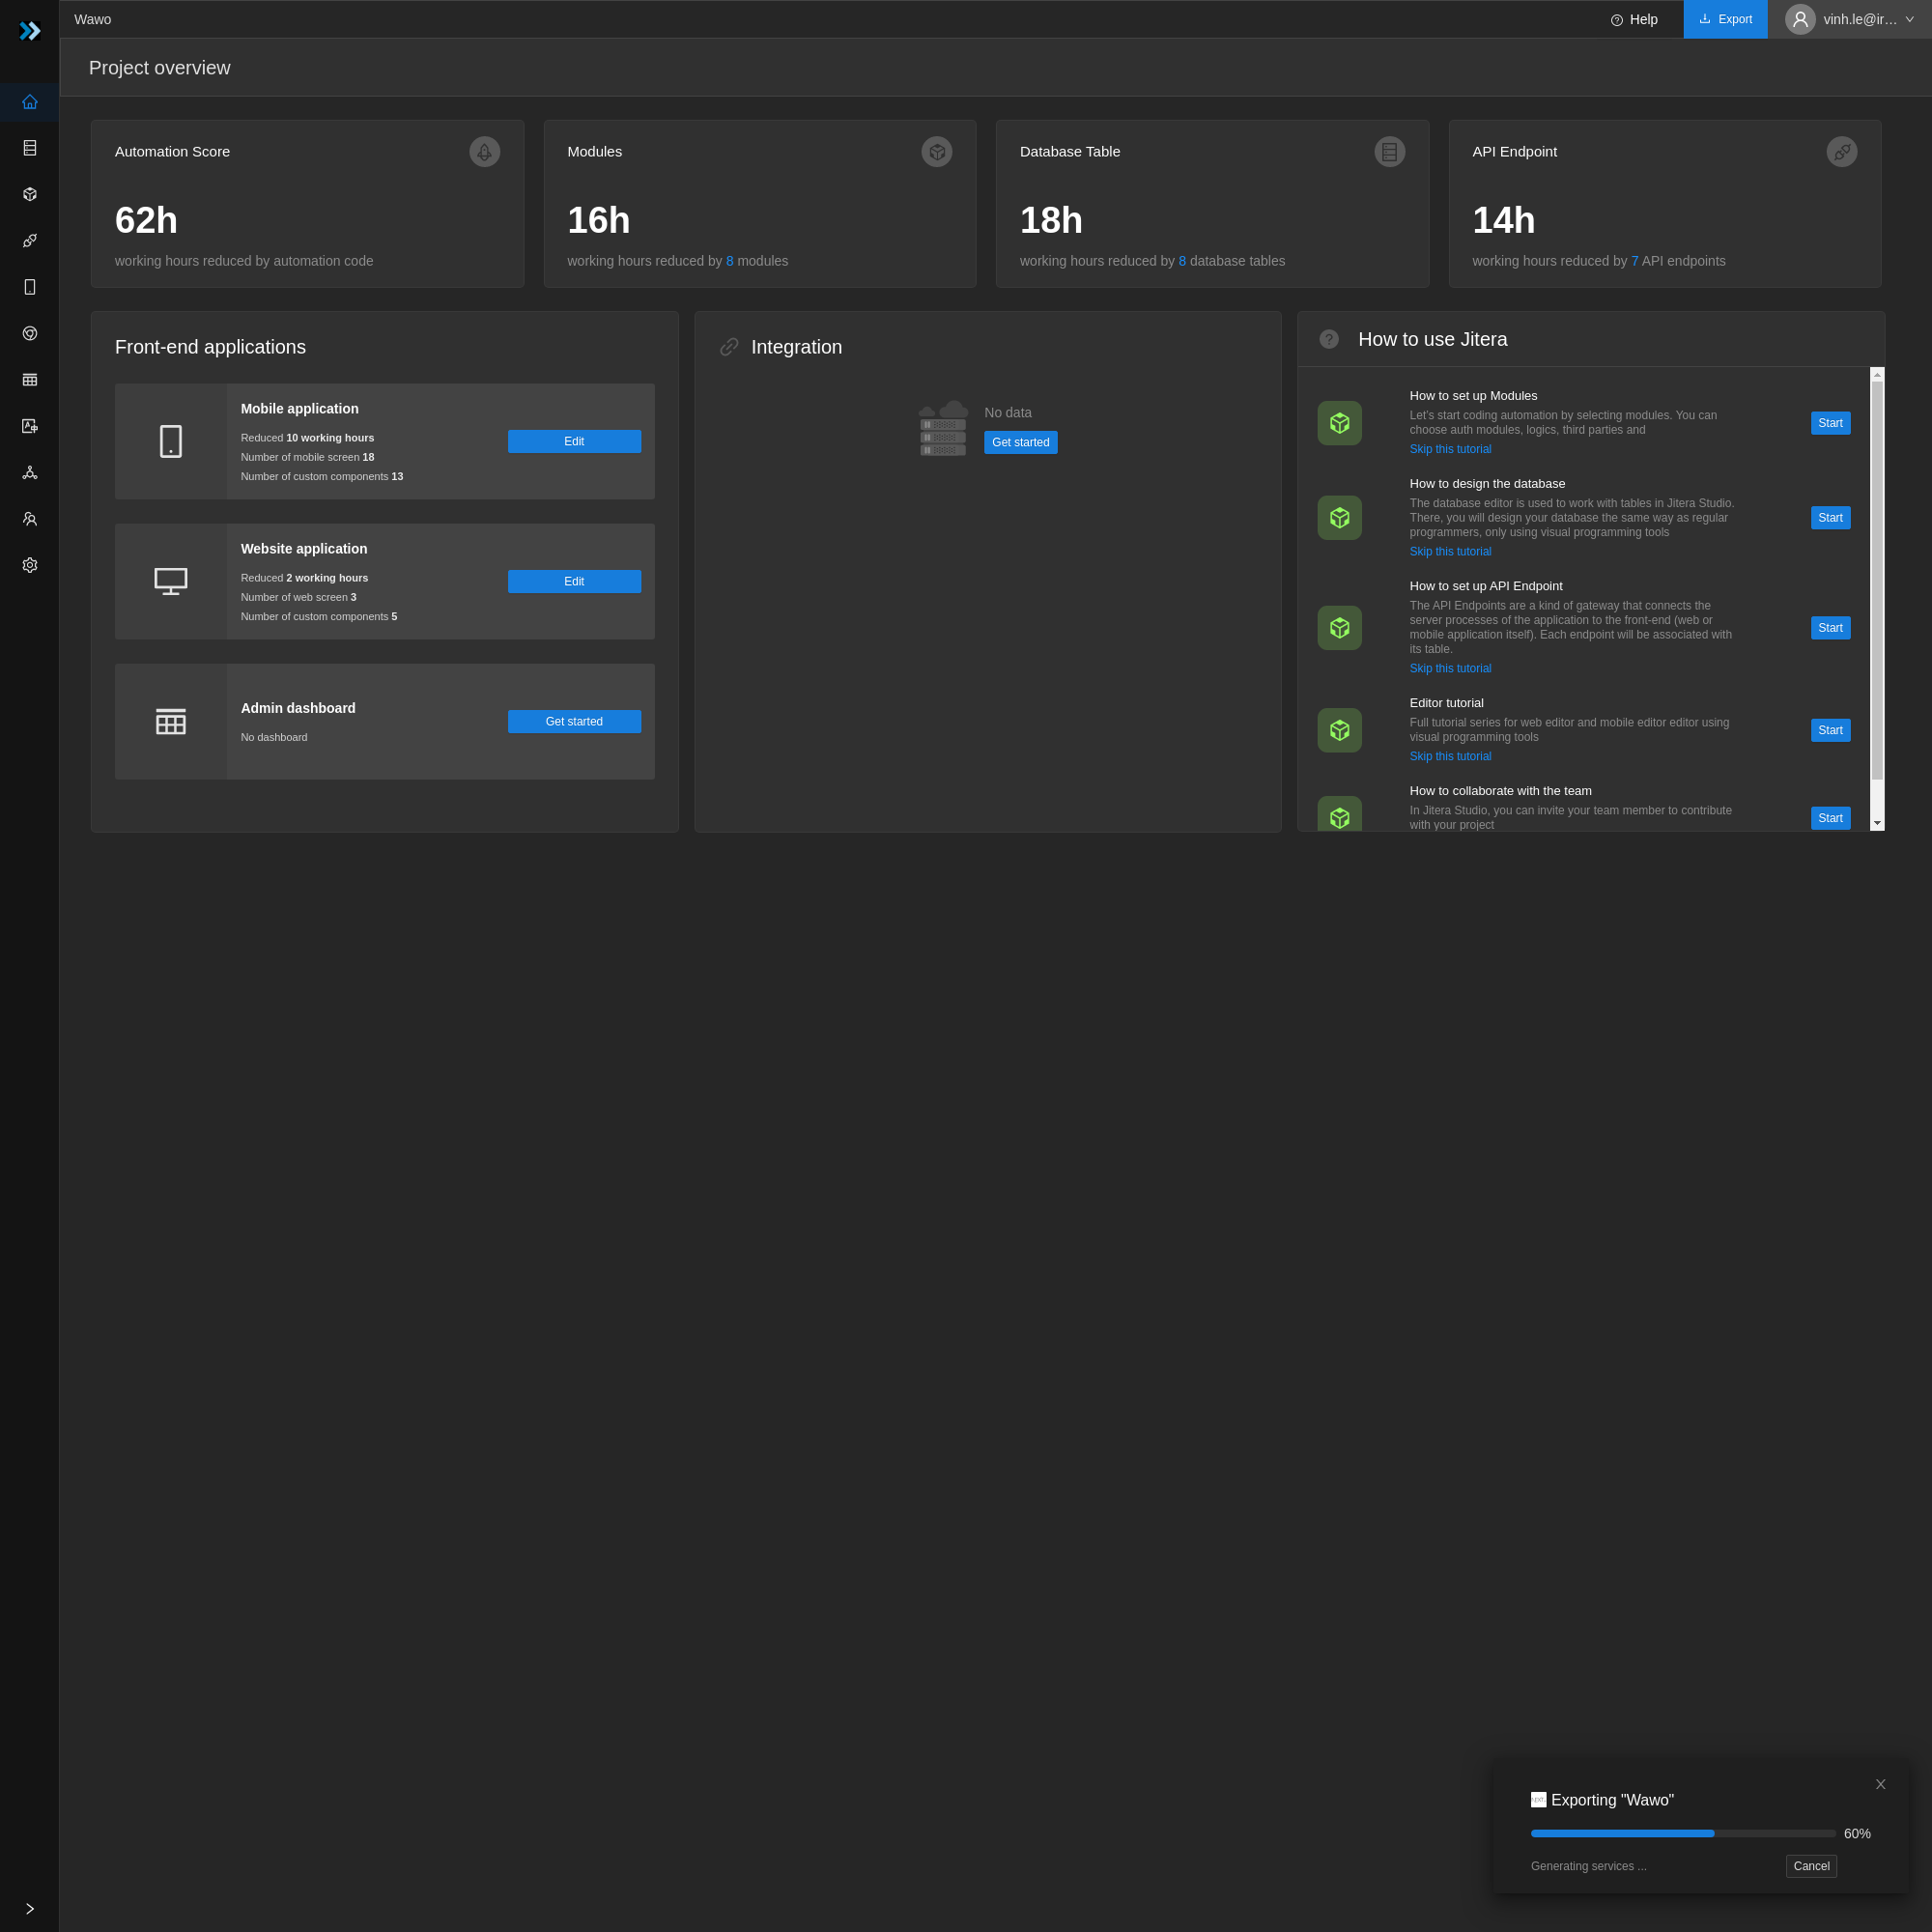 Wawo
Help
Export
vinh.le@ir…
Project overview
Automation Score
62h
working hours reduced by automation code
Modules
16h
working hours reduced by 8 modules
Database Table
18h
working hours reduced by 8 database tables
API Endpoint
14h
working hours reduced by 7 API endpoints
Front-end applications
Mobile application
Reduced 10 working hours
Number of mobile screen 18
Number of custom components 13
Edit
Website application
Reduced 2 working hours
Number of web screen 3
Number of custom components 5
Edit
Admin dashboard
No dashboard
Get started
Integration
No data
Get started
How to use Jitera
How to set up Modules
Let's start coding automation by selecting modules. You can
choose auth modules, logics, third parties and
Skip this tutorial
Start
How to design the database
The database editor is used to work with tables in Jitera Studio.
There, you will design your database the same way as regular
programmers, only using visual programming tools
Skip this tutorial
Start
How to set up API Endpoint
The API Endpoints are a kind of gateway that connects the
server processes of the application to the front-end (web or
mobile application itself). Each endpoint will be associated with
its table.
Skip this tutorial
Start
Editor tutorial
Full tutorial series for web editor and mobile editor editor using
visual programming tools
Skip this tutorial
Start
How to collaborate with the team
In Jitera Studio, you can invite your team member to contribute
with your project
Start
Exporting "Wawo"
60%
Generating services ...
Cancel